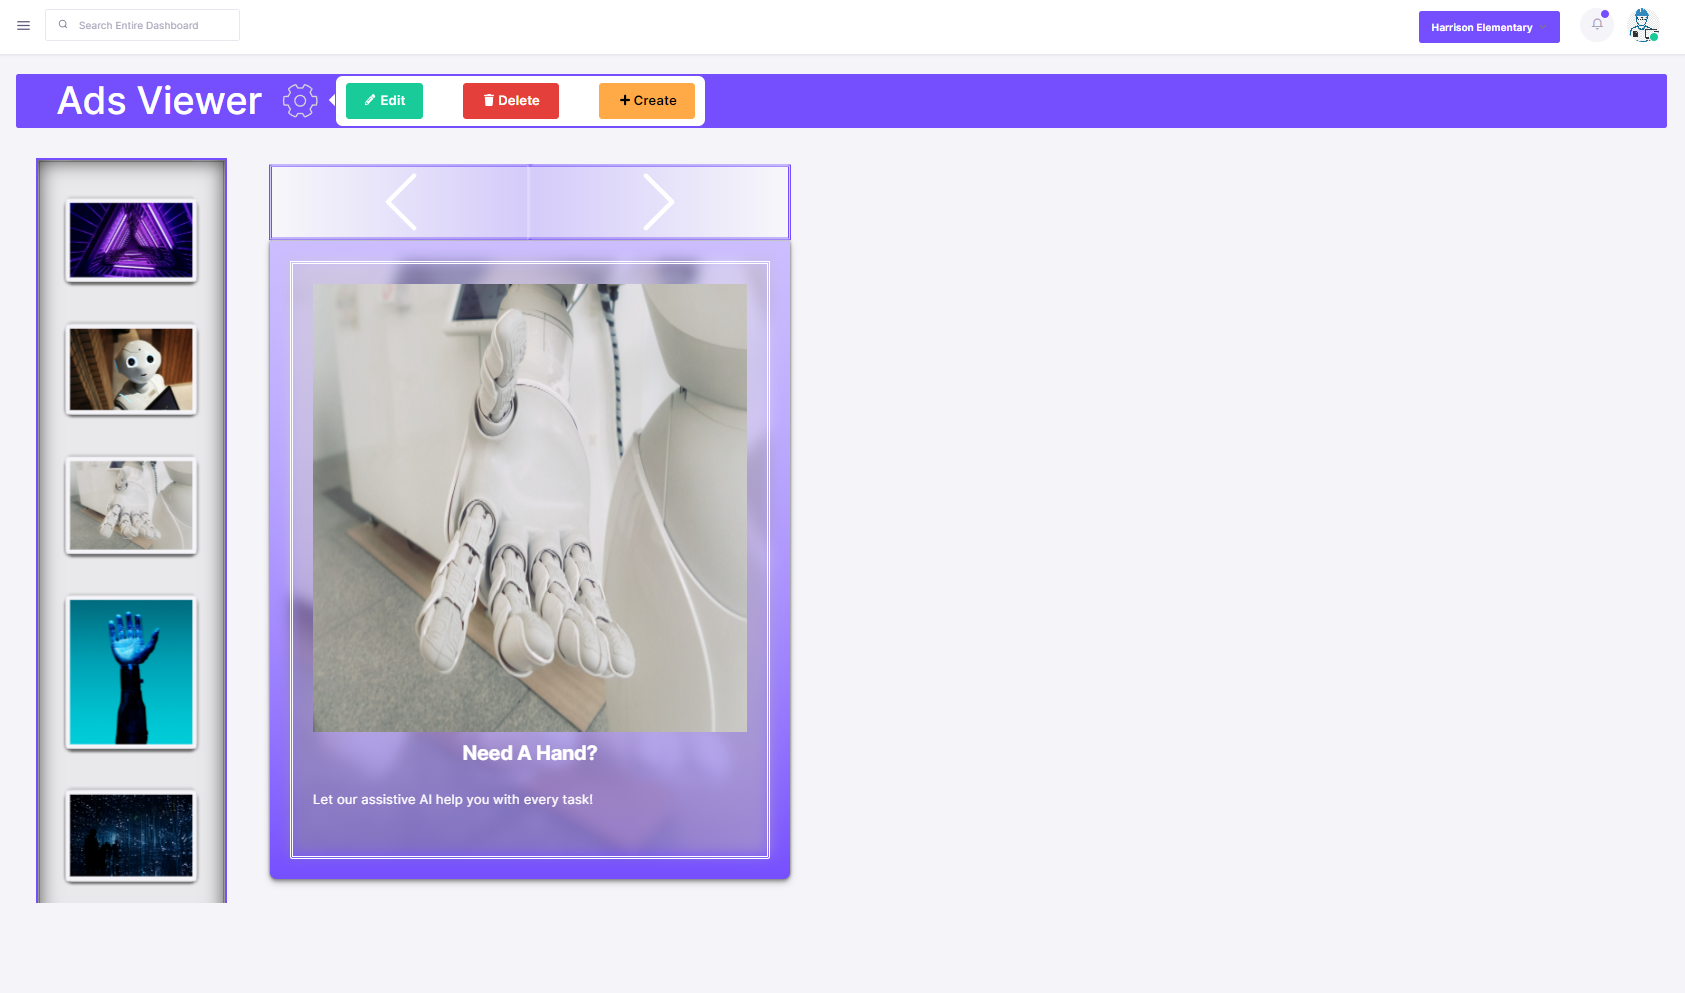 Search Entire Dashboard
Harrison Elementary
Ads Viewer
Edit
Delete
Create
Need A Hand?
Let our assistive AI help you with every task!